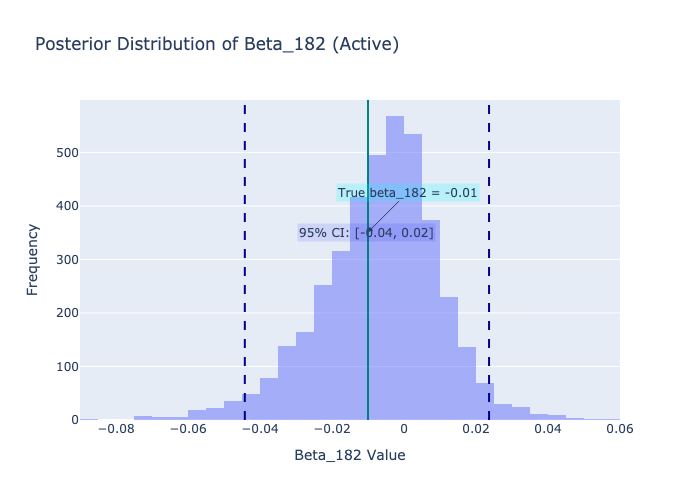 Posterior Distribution of Beta_182 (Active)
Frequency
500
400
300
200
100
0
True beta_182 = -0.01
95% CI: [-0.04, 0.02]
−0.08 −0.06 −0.04 −0.02 0 0.02 0.04 0.06
Beta_182 Value